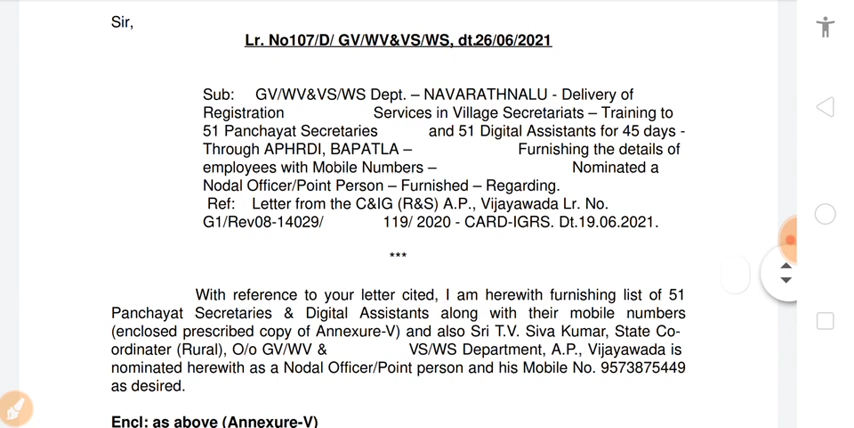 Sir,
Lr. No107/D/ GV/WV&VS/WS, dt.26/06/2021
Sub: GV/WV&VS/WS Dept. – NAVARATHNALU - Delivery of
Registration Services in Village Secretariats – Training to
51 Panchayat Secretaries and 51 Digital Assistants for 45 days -
Through APHRDI, BAPATLA – Furnishing the details of
employees with Mobile Numbers – Nominated a
Nodal Officer/Point Person – Furnished – Regarding.
Ref: Letter from the C&IG (R&S) A.P., Vijayawada Lr. No.
G1/Rev08-14029/ 119/ 2020 - CARD-IGRS. Dt.19.06.2021.
***
With reference to your letter cited, I am herewith furnishing list of 51
Panchayat Secretaries & Digital Assistants along with their mobile numbers
(enclosed prescribed copy of Annexure-V) and also Sri T.V. Siva Kumar, State Co-
ordinater (Rural), O/o GV/WV & VS/WS Department, A.P., Vijayawada is
nominated herewith as a Nodal Officer/Point person and his Mobile No. 9573875449
as desired.
Encl: as above (Annexure-V)